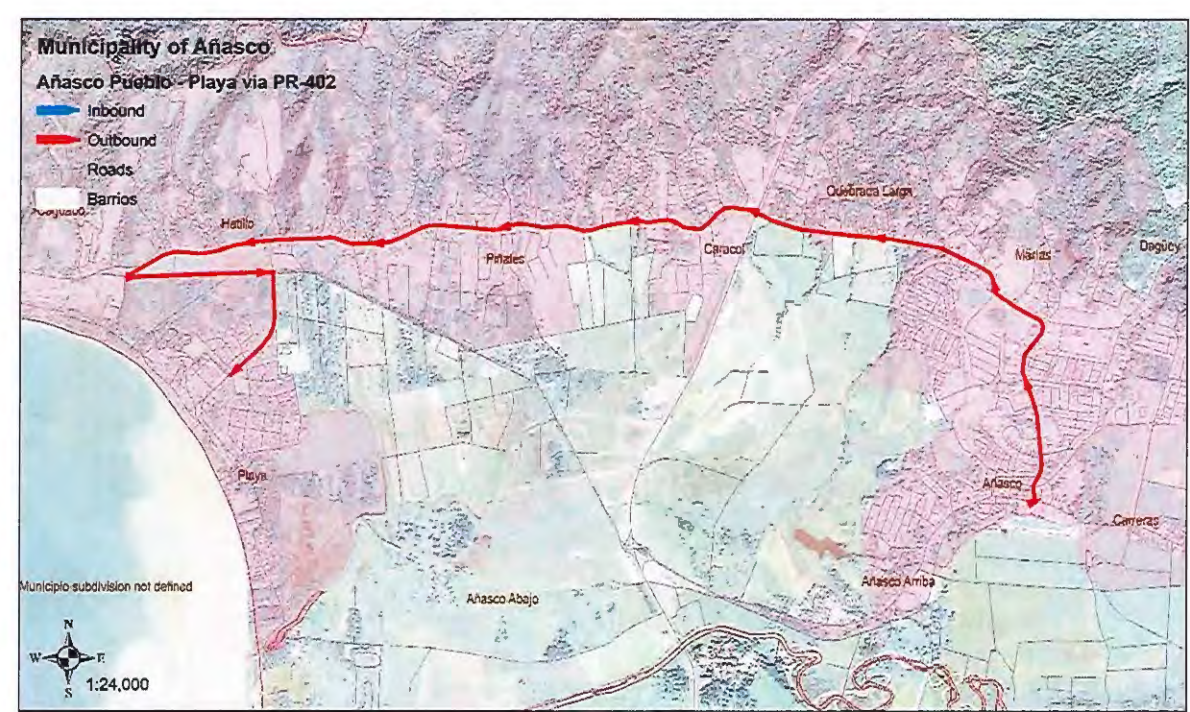 Municipality of Añasco
Añasco Pueblo - Playa via PR-402
Inbound
Outbound
Roads
Barrios
Quebrada Larga
Hatillo
Marías
Dagüey
Caracol
Piñales
Playa
Añasco
Carreras
Municipio subdivision not defined
Añasco Arriba
Añasco Abajo
N
W
E
S
1:24,000